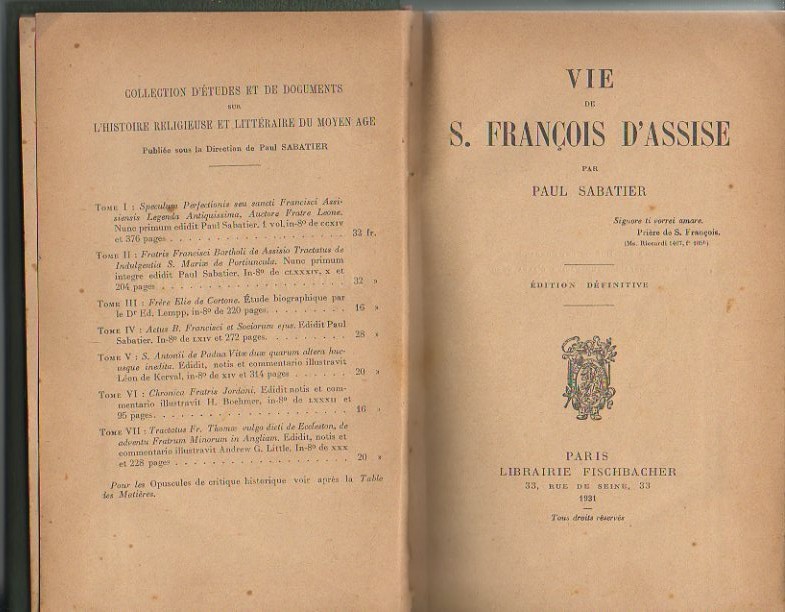 COLLECTION D'ÉTUDES ET DE DOCUMENTS
SUR
L'HISTOIRE RELIGIEUSE ET LITTÉRAIRE DU MOYEN AGE
Publiée sous la Direction de Paul SABATIER
TOME I : Speculum Perfectionis seu sancti Francisci Assi-
siensis Legenda Antiquissima, Auctore Fratre Leone.
Nunc primum edidit Paul Sabatier. 1 vol. in-8º de CCXIV
et 376 pages . . . . . . . . . . . . . . . . . 32 fr.
TOME II : Fratris Francisci Bartholi de Assisio Tractatus de
Indulgentia S. Mariæ de Portiuncula. Nunc primum
integre edidit Paul Sabatier. In-8º de CLXXXIV, X et
204 pages . . . . . . . . . . . . . . . . . . 32 »
TOME III : Frère Elie de Cortone. Étude biographique par
le Dr Ed. Lempp, in-8º de 220 pages. . . . . . . . 16 »
TOME IV : Actus B. Francisci et Sociorum ejus. Edidit Paul
Sabatier. In-8º de LXIV et 272 pages. . . . . . . . 28 »
TOME V : S. Antonii de Padua Vitæ duæ quarum altera huc-
usque inedita. Edidit, notis et commentario illustravit
Léon de Kerval, in-8º de XIV et 314 pages . . . . . . 20 »
TOME VI : Chronica Fratris Jordani. Edidit notis et com-
mentario illustravit H. Boehmer, in-8º de LXXXII et
95 pages. . . . . . . . . . . . . . . . . . . 16 »
TOME VII : Tractatus Fr. Thomæ vulgo dicti de Eccleston, de
adventu Fratrum Minorum in Angliam. Edidit, notis et
commentario illustravit Andrew G. Little. In-8º de XXX
et 228 pages . . . . . . . . . . . . . . . . . 20 »
Pour les Opuscules de critique historique voir après la Table
des Matières.
VIE
DE
S. FRANÇOIS D'ASSISE
PAR
PAUL SABATIER
Signore ti vorrei amare.
Prière de S. François.
(Ms. Riccardi
ÉDITION DÉFINITIVE
PARIS
LIBRAIRIE FISCHBACHER
33, RUE DE SEINE, 33
1931
Tous droits réservés